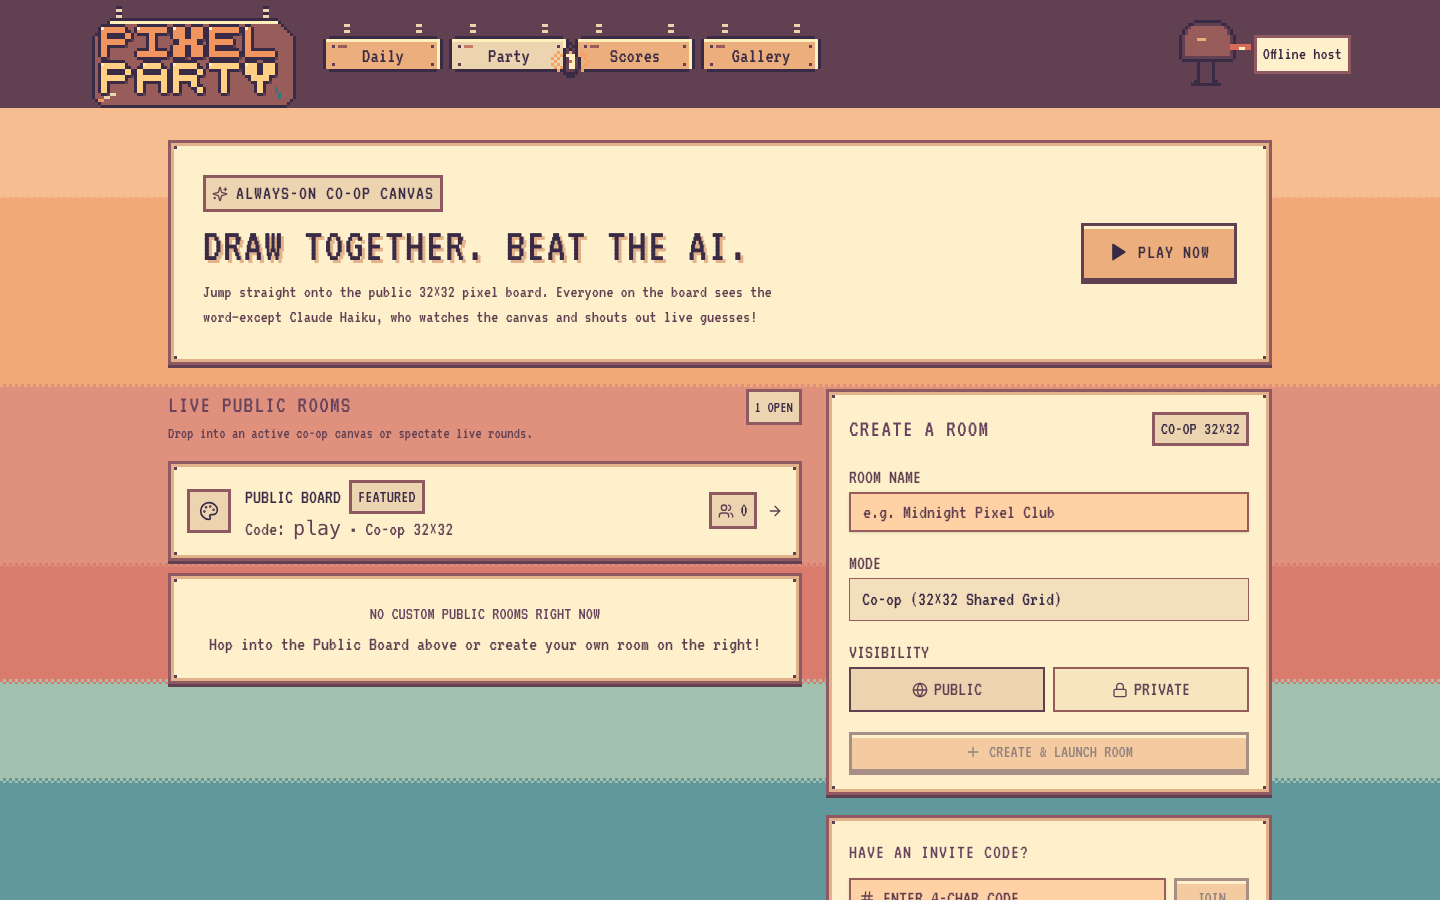 PIXEL
PARTY
Daily
Party
Scores
Gallery
Offline host
ALWAYS-ON CO-OP CANVAS
DRAW TOGETHER. BEAT THE AI.
PLAY NOW
Jump straight onto the public 32X32 pixel board. Everyone on the board sees the
word-except Claude Haiku, who watches the canvas and shouts out live guesses!
LIVE PUBLIC ROOMS
1 OPEN
Drop into an active co-op canvas or spectate live rounds.
PUBLIC BOARD
FEATURED
Code: play • Co-op 32X32
0
NO CUSTOM PUBLIC ROOMS RIGHT NOW
Hop into the Public Board above or create your own room on the right!
CREATE A ROOM
CO-OP 32X32
ROOM NAME
e.g. Midnight Pixel Club
MODE
Co-op (32X32 Shared Grid)
VISIBILITY
PUBLIC
PRIVATE
+ CREATE & LAUNCH ROOM
HAVE AN INVITE CODE?
# ENTER 4-CHAR CODE
JOIN